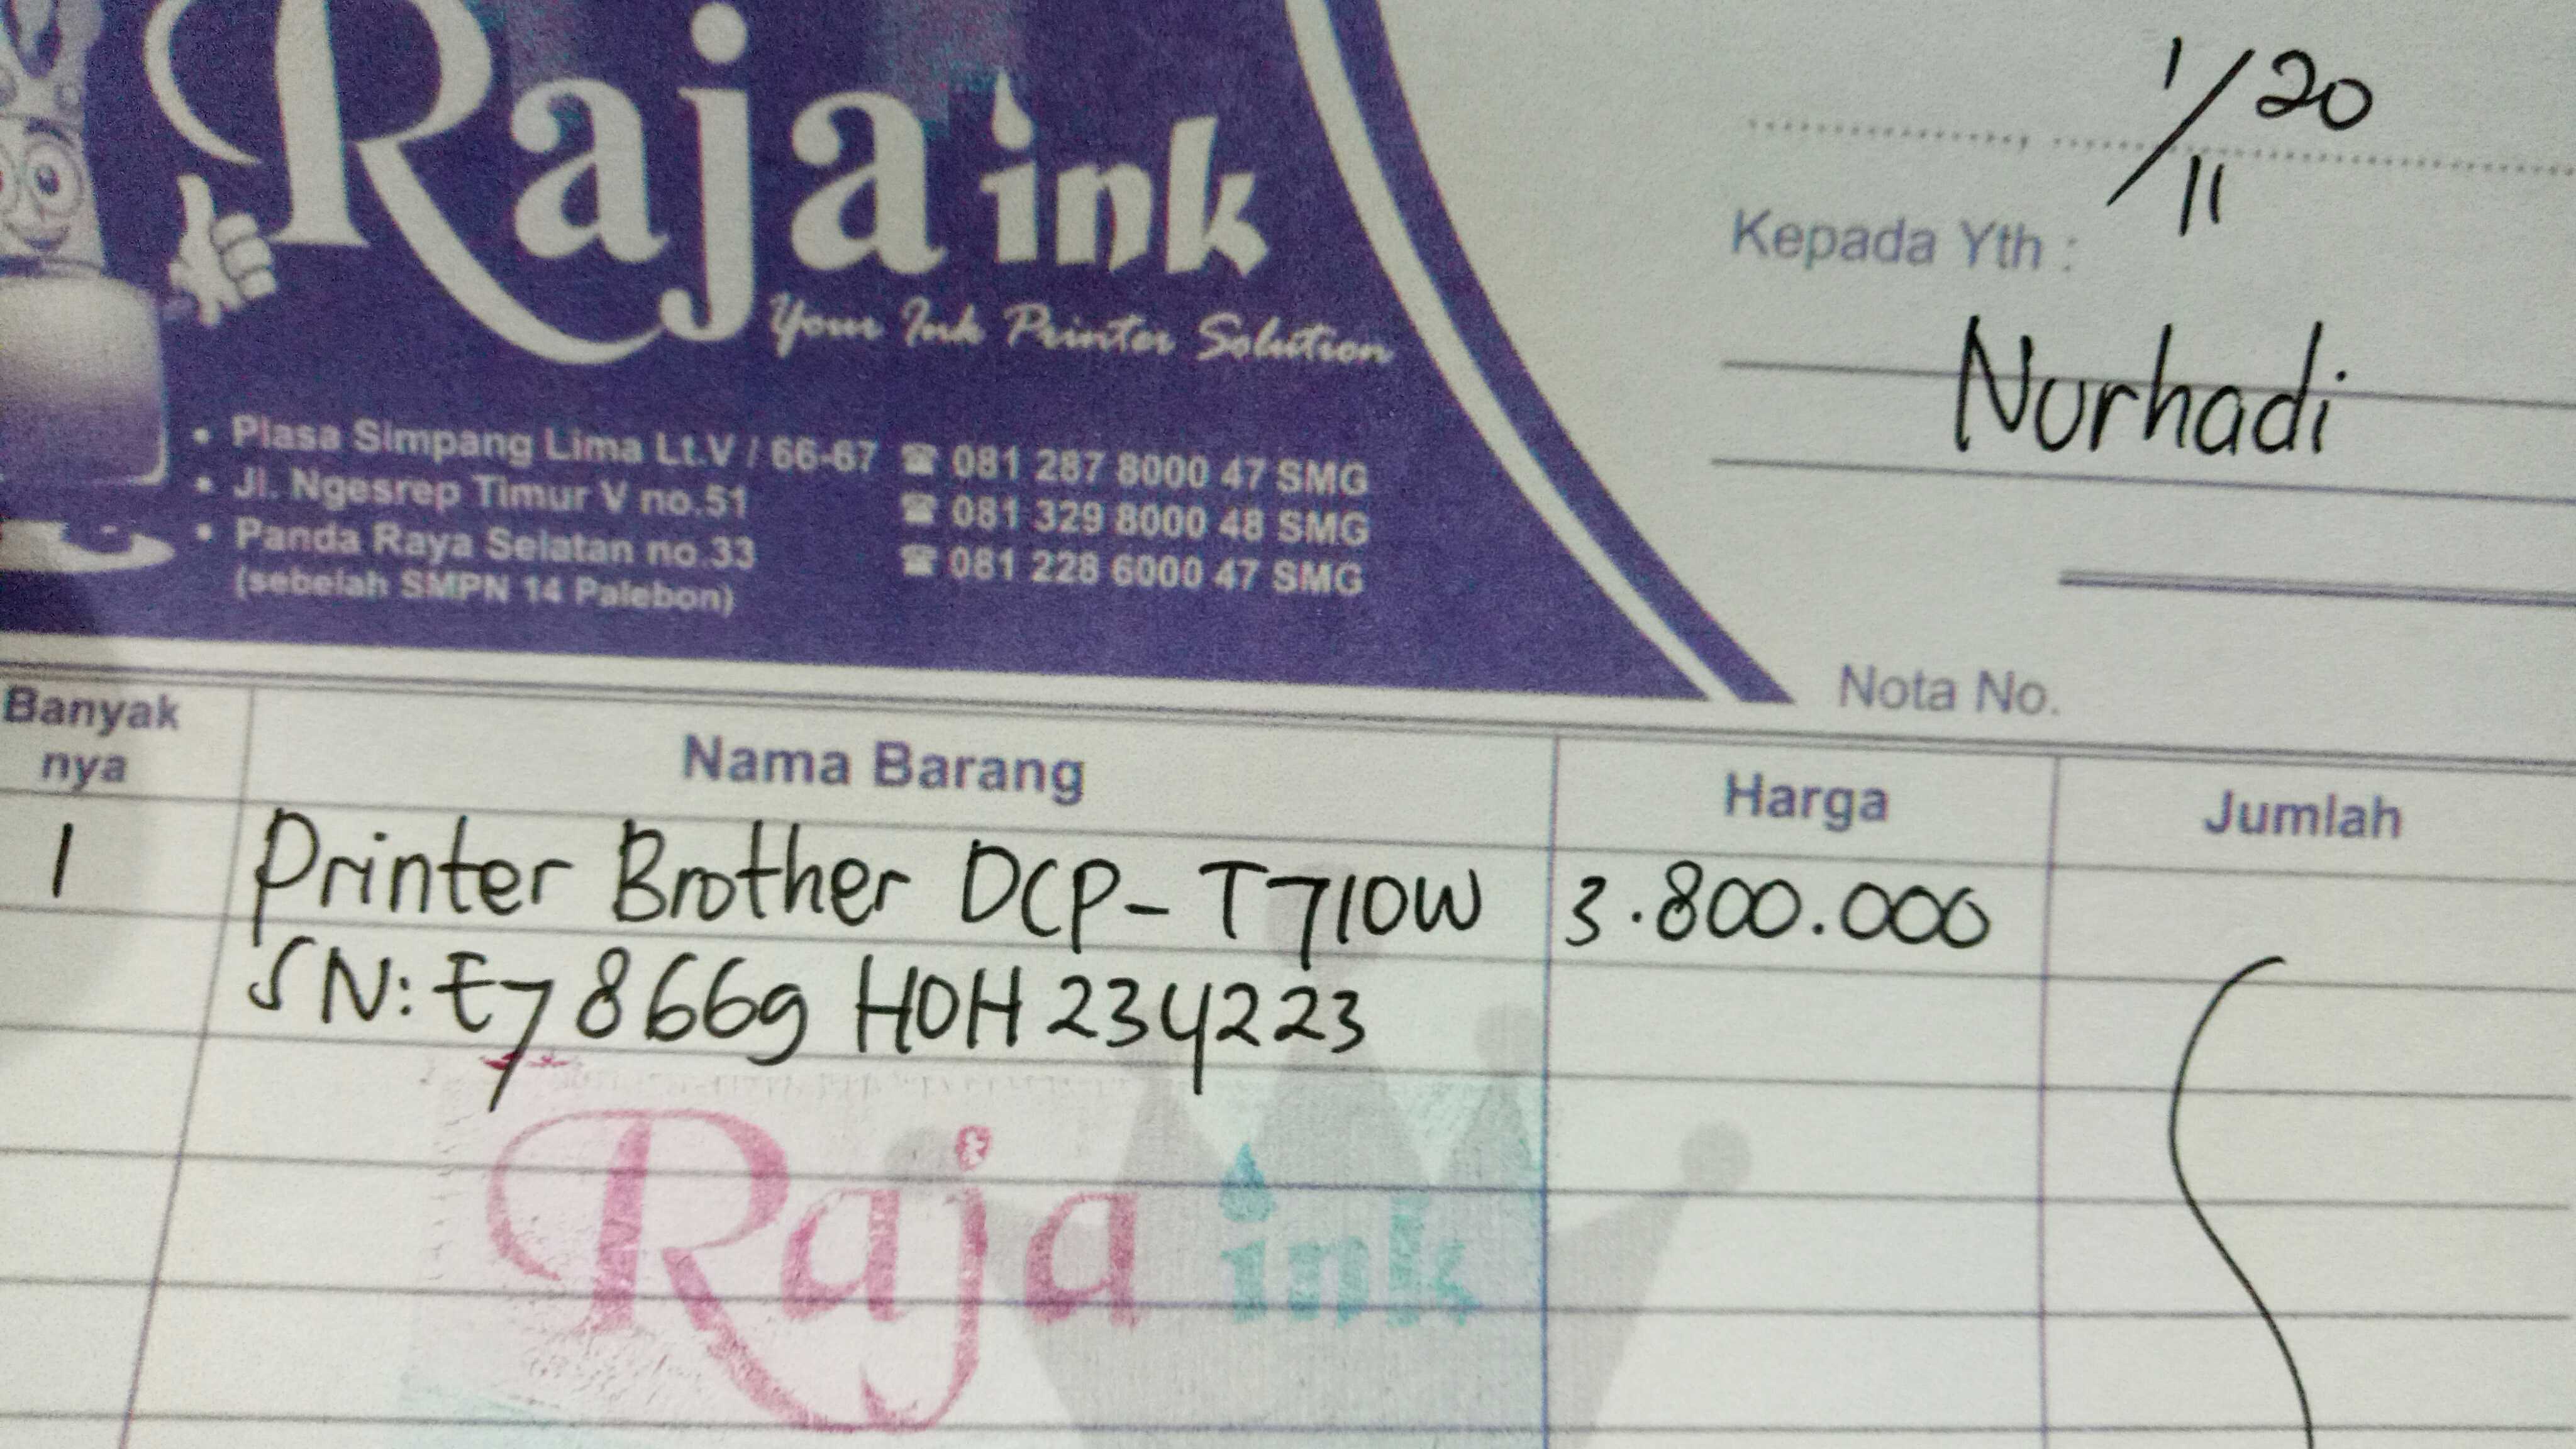 Raja ink
Your Ink Printer Solution
• Plasa Simpang Lima Lt.V / 66-67 ☎ 081 287 8000 47 SMG
• Jl. Ngesrep Timur V no.51 ☎ 081 329 8000 48 SMG
• Panda Raya Selatan no.33 ☎ 081 228 6000 47 SMG
(sebelah SMPN 14 Palebon)
1/11 20
Kepada Yth :
Nurhadi
Nota No.
Banyak nya Nama Barang Harga Jumlah
1 Printer Brother DCP-T710W 3.800.000
SN: E78669 H0H 234223
Raja ink